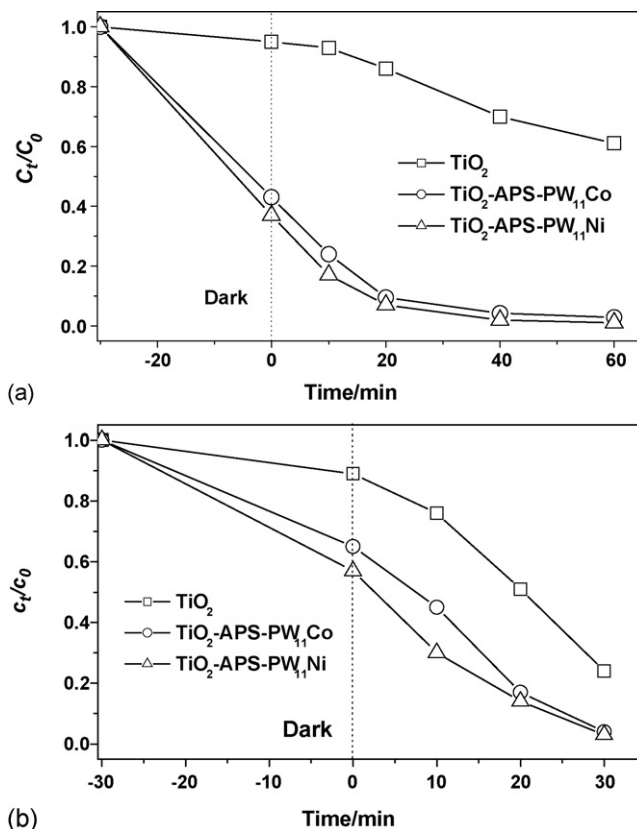 (a)
C_t/C_0
1.0
0.8
0.6
0.4
0.2
0.0
TiO₂
TiO₂-APS-PW₁₁Co
TiO₂-APS-PW₁₁Ni
Dark
-20 0 20 40 60
Time/min
(b)
c_t/c_0
1.0
0.8
0.6
0.4
0.2
0.0
TiO₂
TiO₂-APS-PW₁₁Co
TiO₂-APS-PW₁₁Ni
Dark
-30 -20 -10 0 10 20 30
Time/min